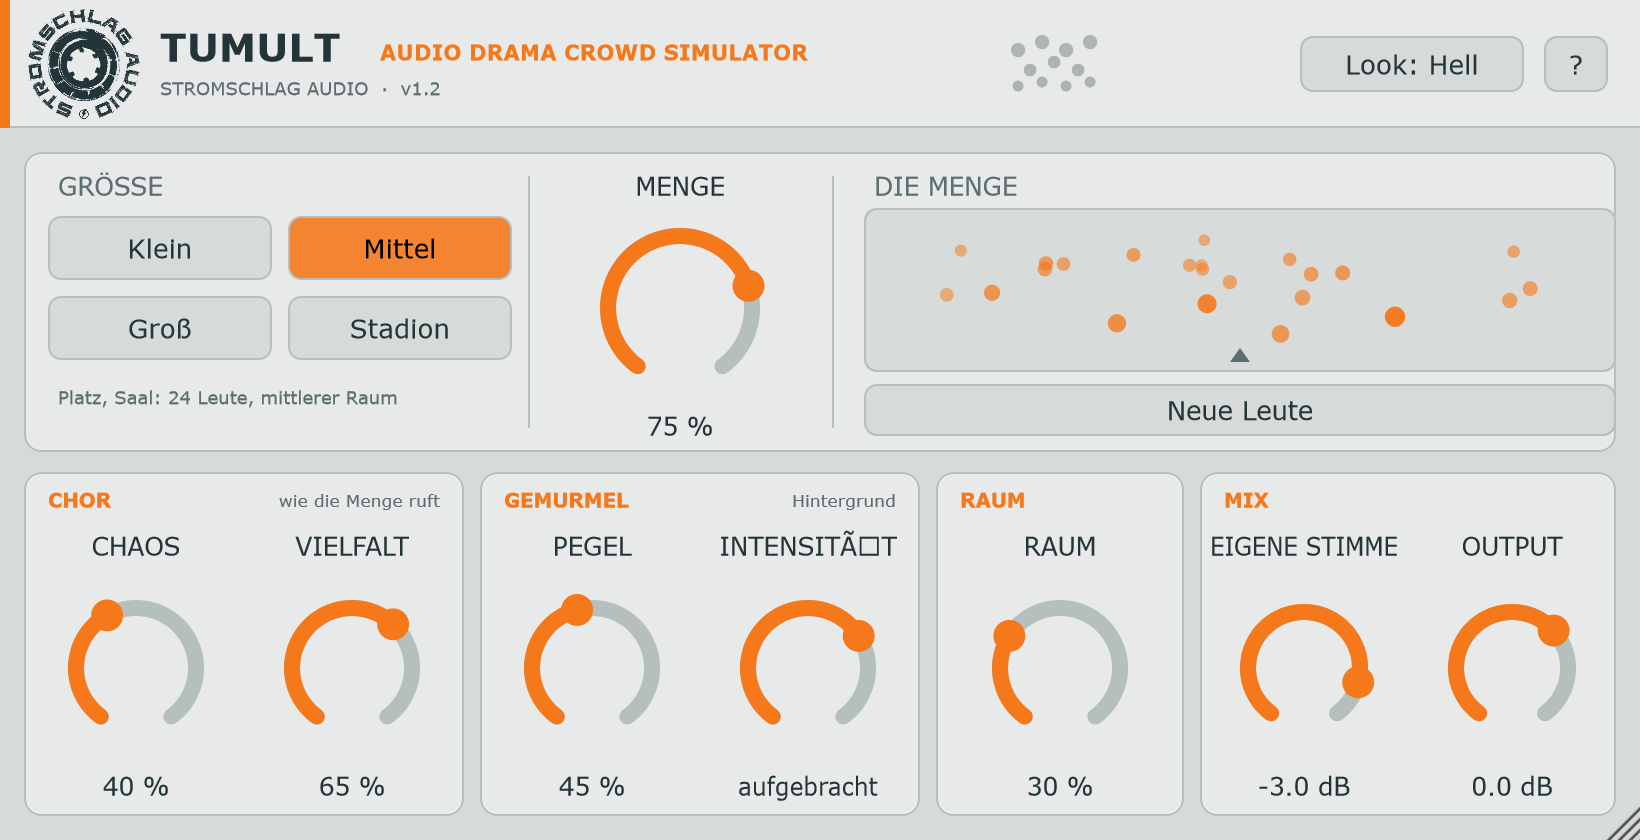 STROMSCHLAG AUDIO
TUMULT
AUDIO DRAMA CROWD SIMULATOR
STROMSCHLAG AUDIO · v1.2
Look: Hell
?
GRÖSSE
Klein
Mittel
Groß
Stadion
Platz, Saal: 24 Leute, mittlerer Raum
MENGE
75 %
DIE MENGE
Neue Leute
CHOR
wie die Menge ruft
CHAOS
VIELFALT
40 %
65 %
GEMURMEL
Hintergrund
PEGEL
INTENSITÃ□T
45 %
aufgebracht
RAUM
RAUM
30 %
MIX
EIGENE STIMME
OUTPUT
-3.0 dB
0.0 dB